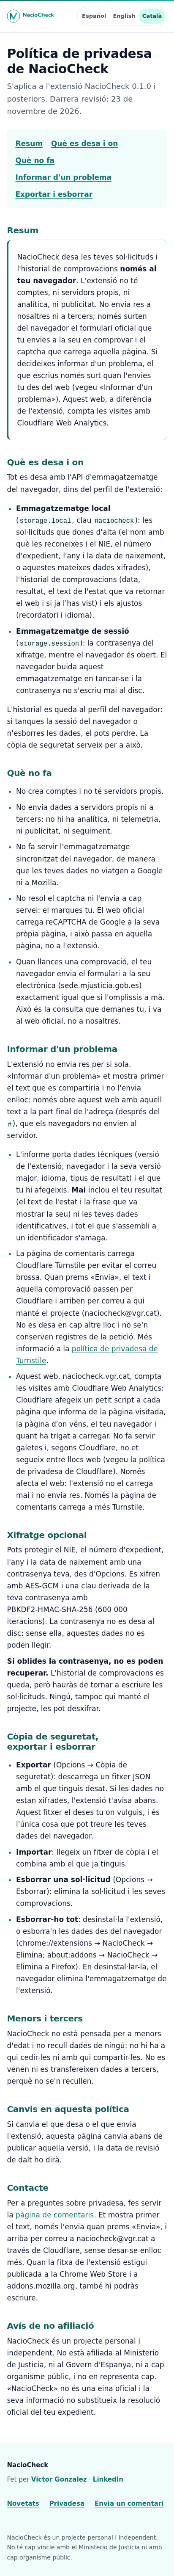 NacioCheck
Español English Català
Política de privadesa
de NacioCheck
S'aplica a l'extensió NacioCheck 0.1.0 i
posteriors. Darrera revisió: 23 de
novembre de 2026.
Resum Què es desa i on
Què no fa
Informar d'un problema
Exportar i esborrar
Resum
NacioCheck desa les teves sol·licituds i
l'historial de comprovacions només al
teu navegador. L'extensió no té
comptes, ni servidors propis, ni
analítica, ni publicitat. No envia res a
nosaltres ni a tercers; només surten
del navegador el formulari oficial que
tu envies a la seu en comprovar i el
captcha que carrega aquella pàgina. Si
decideixes informar d'un problema, el
que escrius només surt quan l'envies
tu des del web (vegeu «Informar d'un
problema»). Aquest web, a diferència
de l'extensió, compta les visites amb
Cloudflare Web Analytics.
Què es desa i on
Tot es desa amb l'API d'emmagatzematge
del navegador, dins del perfil de l'extensió:
• Emmagatzematge local
(storage.local, clau naciocheck): les
sol·licituds que dones d'alta (el nom amb
què les reconeixes i el NIE, el número
d'expedient, l'any i la data de naixement,
o aquestes mateixes dades xifrades),
l'historial de comprovacions (data,
resultat, el text de l'estat que va retornar
el web i si ja l'has vist) i els ajustos
(recordatori i idioma).
• Emmagatzematge de sessió
(storage.session): la contrasenya del
xifratge, mentre el navegador és obert. El
navegador buida aquest
emmagatzematge en tancar-se i la
contrasenya no s'escriu mai al disc.
L'historial es queda al perfil del navegador:
si tanques la sessió del navegador o
n'esborres les dades, el pots perdre. La
còpia de seguretat serveix per a això.
Què no fa
• No crea comptes i no té servidors propis.
• No envia dades a servidors propis ni a
tercers: no hi ha analítica, ni telemetria,
ni publicitat, ni seguiment.
• No fa servir l'emmagatzematge
sincronitzat del navegador, de manera
que les teves dades no viatgen a Google
ni a Mozilla.
• No resol el captcha ni l'envia a cap
servei: el marques tu. El web oficial
carrega reCAPTCHA de Google a la seva
pròpia pàgina, i això passa en aquella
pàgina, no a l'extensió.
• Quan llances una comprovació, el teu
navegador envia el formulari a la seu
electrònica (sede.mjusticia.gob.es)
exactament igual que si l'omplissis a mà.
Això és la consulta que demanes tu, i va
al web oficial, no a nosaltres.
Informar d'un problema
L'extensió no envia res per si sola.
«Informar d'un problema» et mostra primer
el text que es compartiria i no l'envia
enlloc: només obre aquest web amb aquell
text a la part final de l'adreça (després del
#), que els navegadors no envien al
servidor.
• L'informe porta dades tècniques (versió
de l'extensió, navegador i la seva versió
major, idioma, tipus de resultat) i el que
tu hi afegeixis. Mai inclou el teu resultat
(el text de l'estat i la frase que va
mostrar la seu) ni les teves dades
identificatives, i tot el que s'assembli a
un identificador s'amaga.
• La pàgina de comentaris carrega
Cloudflare Turnstile per evitar el correu
brossa. Quan prems «Envia», el text i
aquella comprovació passen per
Cloudflare i arriben per correu a qui
manté el projecte (naciocheck@vgr.cat).
No es desa en cap altre lloc i no se'n
conserven registres de la petició. Més
informació a la política de privadesa de
Turnstile.
• Aquest web, naciocheck.vgr.cat, compta
les visites amb Cloudflare Web Analytics:
Cloudflare afegeix un petit script a cada
pàgina que informa de la pàgina visitada,
la pàgina d'on véns, el teu navegador i
quant ha trigat a carregar. No fa servir
galetes i, segons Cloudflare, no et
segueix entre llocs web (vegeu la política
de privadesa de Cloudflare). Només
afecta el web: l'extensió no el carrega
mai i no envia res. Només la pàgina de
comentaris carrega a més Turnstile.
Xifratge opcional
Pots protegir el NIE, el número d'expedient,
l'any i la data de naixement amb una
contrasenya teva, des d'Opcions. Es xifren
amb AES-GCM i una clau derivada de la
teva contrasenya amb
PBKDF2-HMAC-SHA-256 (600 000
iteracions). La contrasenya no es desa al
disc: sense ella, aquestes dades no es
poden llegir.
Si oblides la contrasenya, no es poden
recuperar. L'historial de comprovacions es
queda, però hauràs de tornar a escriure les
sol·licituds. Ningú, tampoc qui manté el
projecte, les pot desxifrar.
Còpia de seguretat,
exportar i esborrar
• Exportar (Opcions → Còpia de
seguretat): descarrega un fitxer JSON
amb el que tinguis desat. Si les dades no
estan xifrades, l'extensió t'avisa abans.
Aquest fitxer el deses tu on vulguis, i és
l'única cosa que pot treure les teves
dades del navegador.
• Importar: llegeix un fitxer de còpia i el
combina amb el que ja tinguis.
• Esborrar una sol·licitud (Opcions →
Esborrar): elimina la sol·licitud i les seves
comprovacions.
• Esborrar-ho tot: desinstal·la l'extensió,
o esborra'n les dades des del navegador
(chrome://extensions → NacioCheck →
Elimina; about:addons → NacioCheck →
Elimina a Firefox). En desinstal·lar-la, el
navegador elimina l'emmagatzematge de
l'extensió.
Menors i tercers
NacioCheck no està pensada per a menors
d'edat i no recull dades de ningú: no hi ha a
qui cedir-les ni amb qui compartir-les. No es
venen ni es transfereixen dades a tercers,
perquè no se'n recullen.
Canvis en aquesta política
Si canvia el que desa o el que envia
l'extensió, aquesta pàgina canvia abans de
publicar aquella versió, i la data de revisió
de dalt ho dirà.
Contacte
Per a preguntes sobre privadesa, fes servir
la pàgina de comentaris. Et mostra primer
el text, només l'envia quan prems «Envia», i
arriba per correu a naciocheck@vgr.cat a
través de Cloudflare, sense desar-se enlloc
més. Quan la fitxa de l'extensió estigui
publicada a la Chrome Web Store i a
addons.mozilla.org, també hi podràs
escriure.
Avís de no afiliació
NacioCheck és un projecte personal i
independent. No està afiliada al Ministerio
de Justicia, ni al Govern d'Espanya, ni a cap
organisme públic, i no en representa cap.
«NacioCheck» no és una eina oficial i la
seva informació no substitueix la resolució
oficial del teu expedient.
NacioCheck
Fet per Víctor Gonzalez · LinkedIn
Novetats Privadesa Envia un comentari
NacioCheck és un projecte personal i independent.
No té cap vincle amb el Ministerio de Justicia ni amb
cap organisme públic.